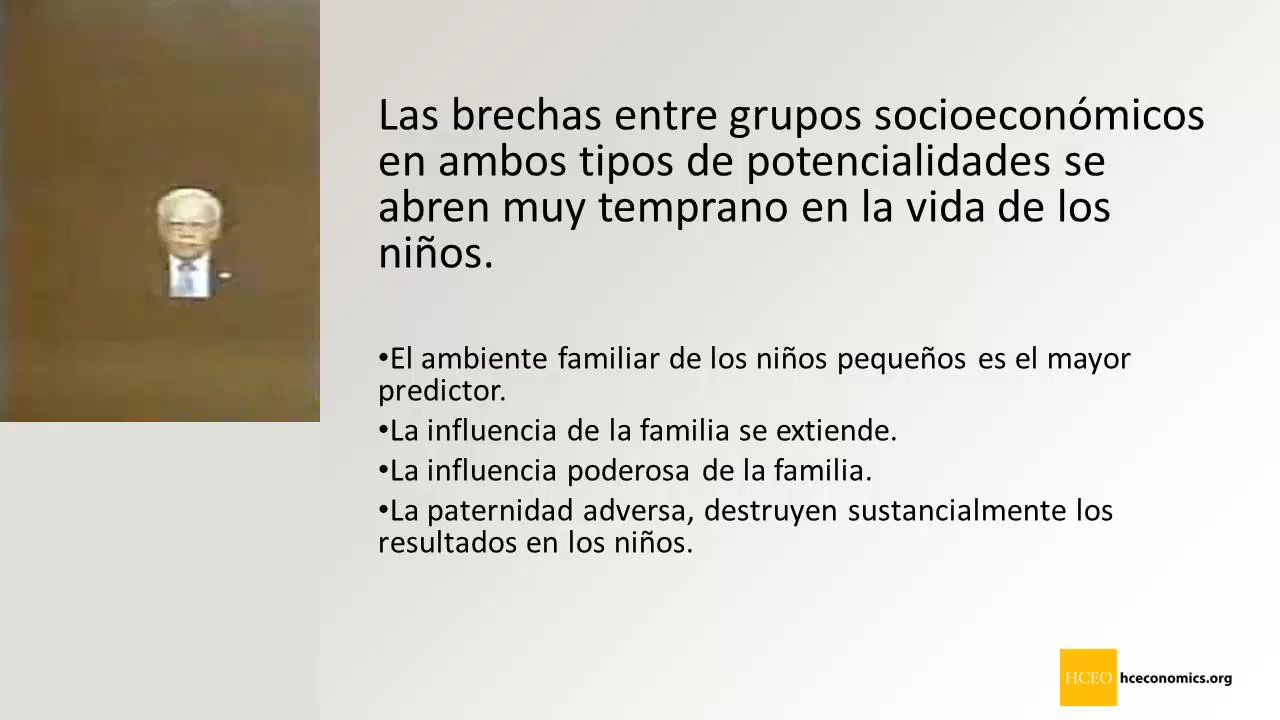 Las brechas entre grupos socioeconómicos
en ambos tipos de potencialidades se
abren muy temprano en la vida de los
niños.
•El ambiente familiar de los niños pequeños es el mayor
predictor.
•La influencia de la familia se extiende.
•La influencia poderosa de la familia.
•La paternidad adversa, destruyen sustancialmente los
resultados en los niños.
HCEO hceconomics.org